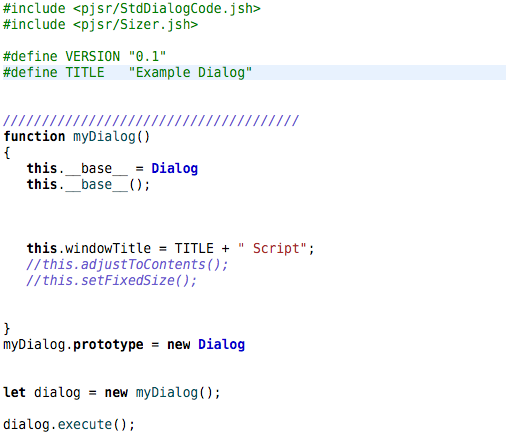 #include <pjsr/StdDialogCode.jsh>
#include <pjsr/Sizer.jsh>
#define VERSION "0.1"
#define TITLE   "Example Dialog"
//////////////////////////////////////
function myDialog()
{
   this.__base__ = Dialog
   this.__base__();
   this.windowTitle = TITLE + " Script";
   //this.adjustToContents();
   //this.setFixedSize();
}
myDialog.prototype = new Dialog
let dialog = new myDialog();
dialog.execute();